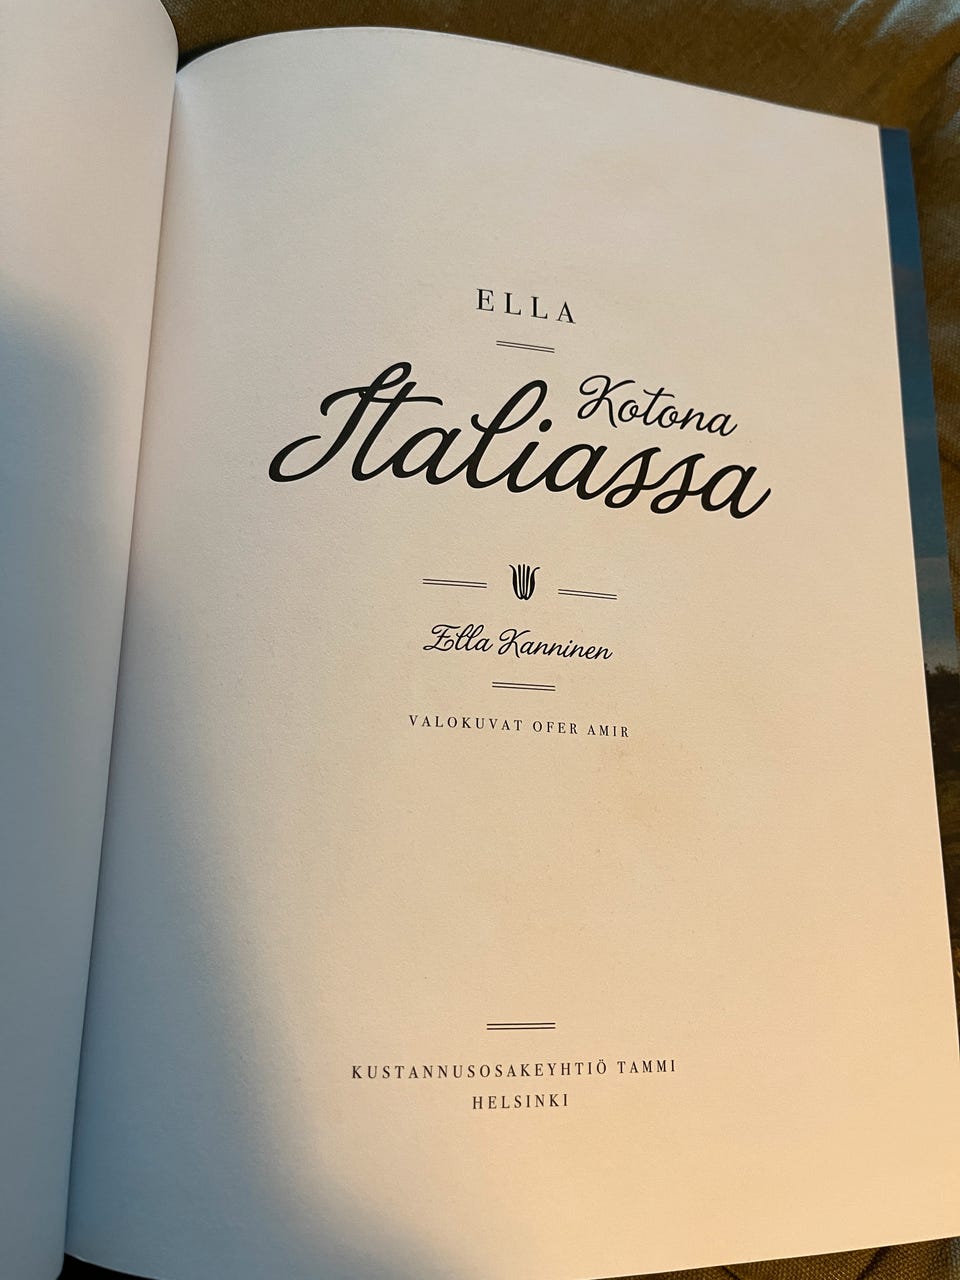 ELLA
Kotona
Italiassa
Ella Kanninen
VALOKUVAT OFER AMIR
KUSTANNUSOSAKEYHTIÖ TAMMI
HELSINKI